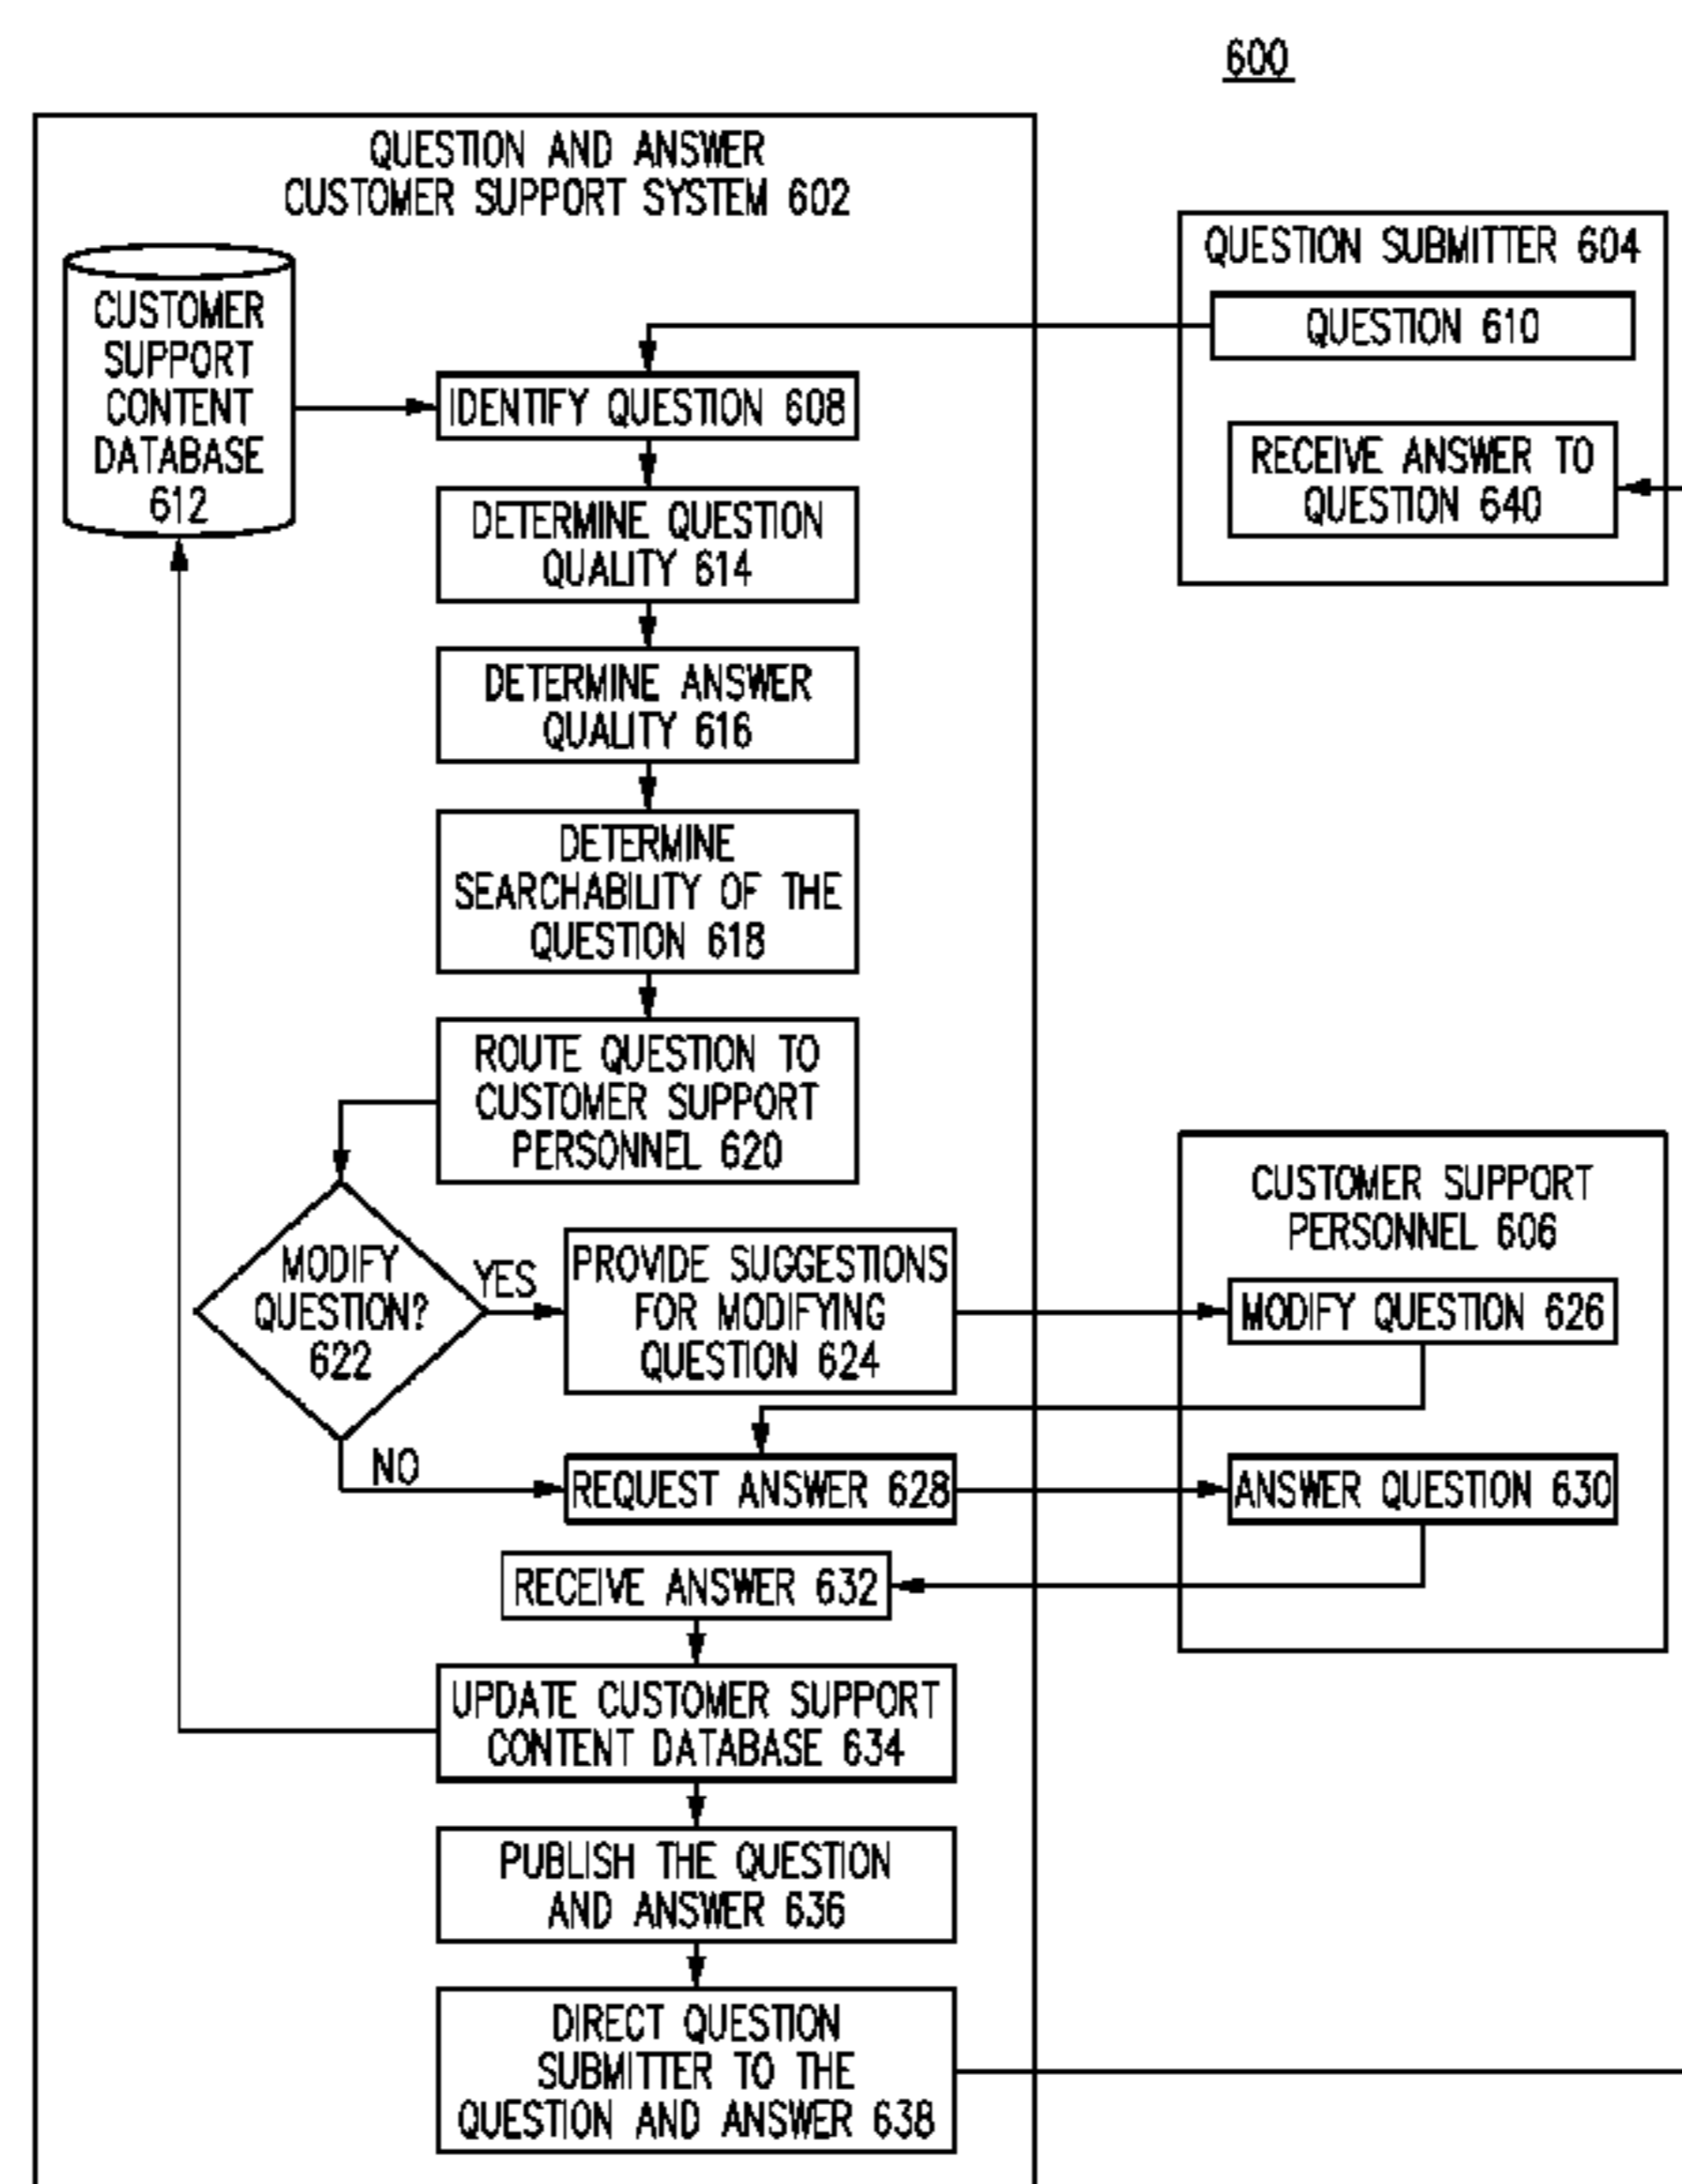 600
QUESTION AND ANSWER
CUSTOMER SUPPORT SYSTEM 602
CUSTOMER
SUPPORT
CONTENT
DATABASE
612
QUESTION SUBMITTER 604
QUESTION 610
IDENTIFY QUESTION 608
RECEIVE ANSWER TO
QUESTION 640
DETERMINE QUESTION
QUALITY 614
DETERMINE ANSWER
QUALITY 616
DETERMINE
SEARCHABILITY OF THE
QUESTION 618
ROUTE QUESTION TO
CUSTOMER SUPPORT
PERSONNEL 620
CUSTOMER SUPPORT
PERSONNEL 606
MODIFY
QUESTION?
622
YES
PROVIDE SUGGESTIONS
FOR MODIFYING
QUESTION 624
MODIFY QUESTION 626
NO
REQUEST ANSWER 628
ANSWER QUESTION 630
RECEIVE ANSWER 632
UPDATE CUSTOMER SUPPORT
CONTENT DATABASE 634
PUBLISH THE QUESTION
AND ANSWER 636
DIRECT QUESTION
SUBMITTER TO THE
QUESTION AND ANSWER 638